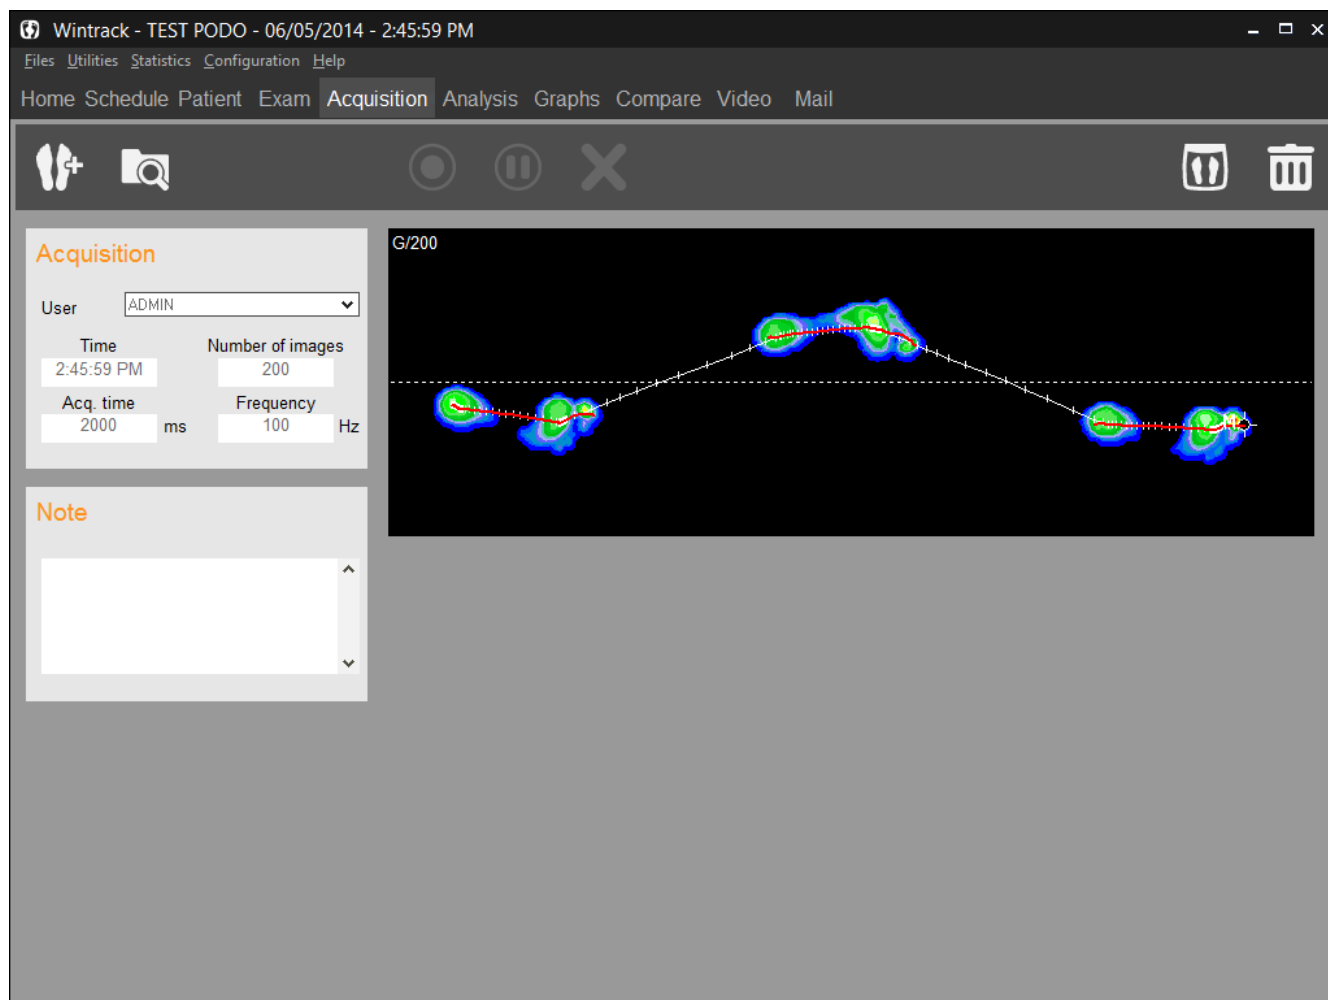 Wintrack - TEST PODO - 06/05/2014 - 2:45:59 PM
Files Utilities Statistics Configuration Help
Home Schedule Patient Exam Acquisition Analysis Graphs Compare Video Mail
Acquisition
User ADMIN
Time Number of images
2:45:59 PM 200
Acq. time Frequency
2000 ms 100 Hz
Note
G/200